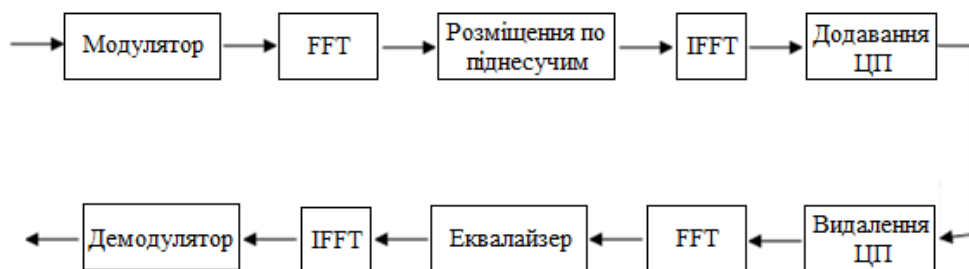 Модулятор
FFT
Розміщення по
піднесучим
IFFT
Додавання
ЦП
Демодулятор
IFFT
Еквалайзер
FFT
Видалення
ЦП